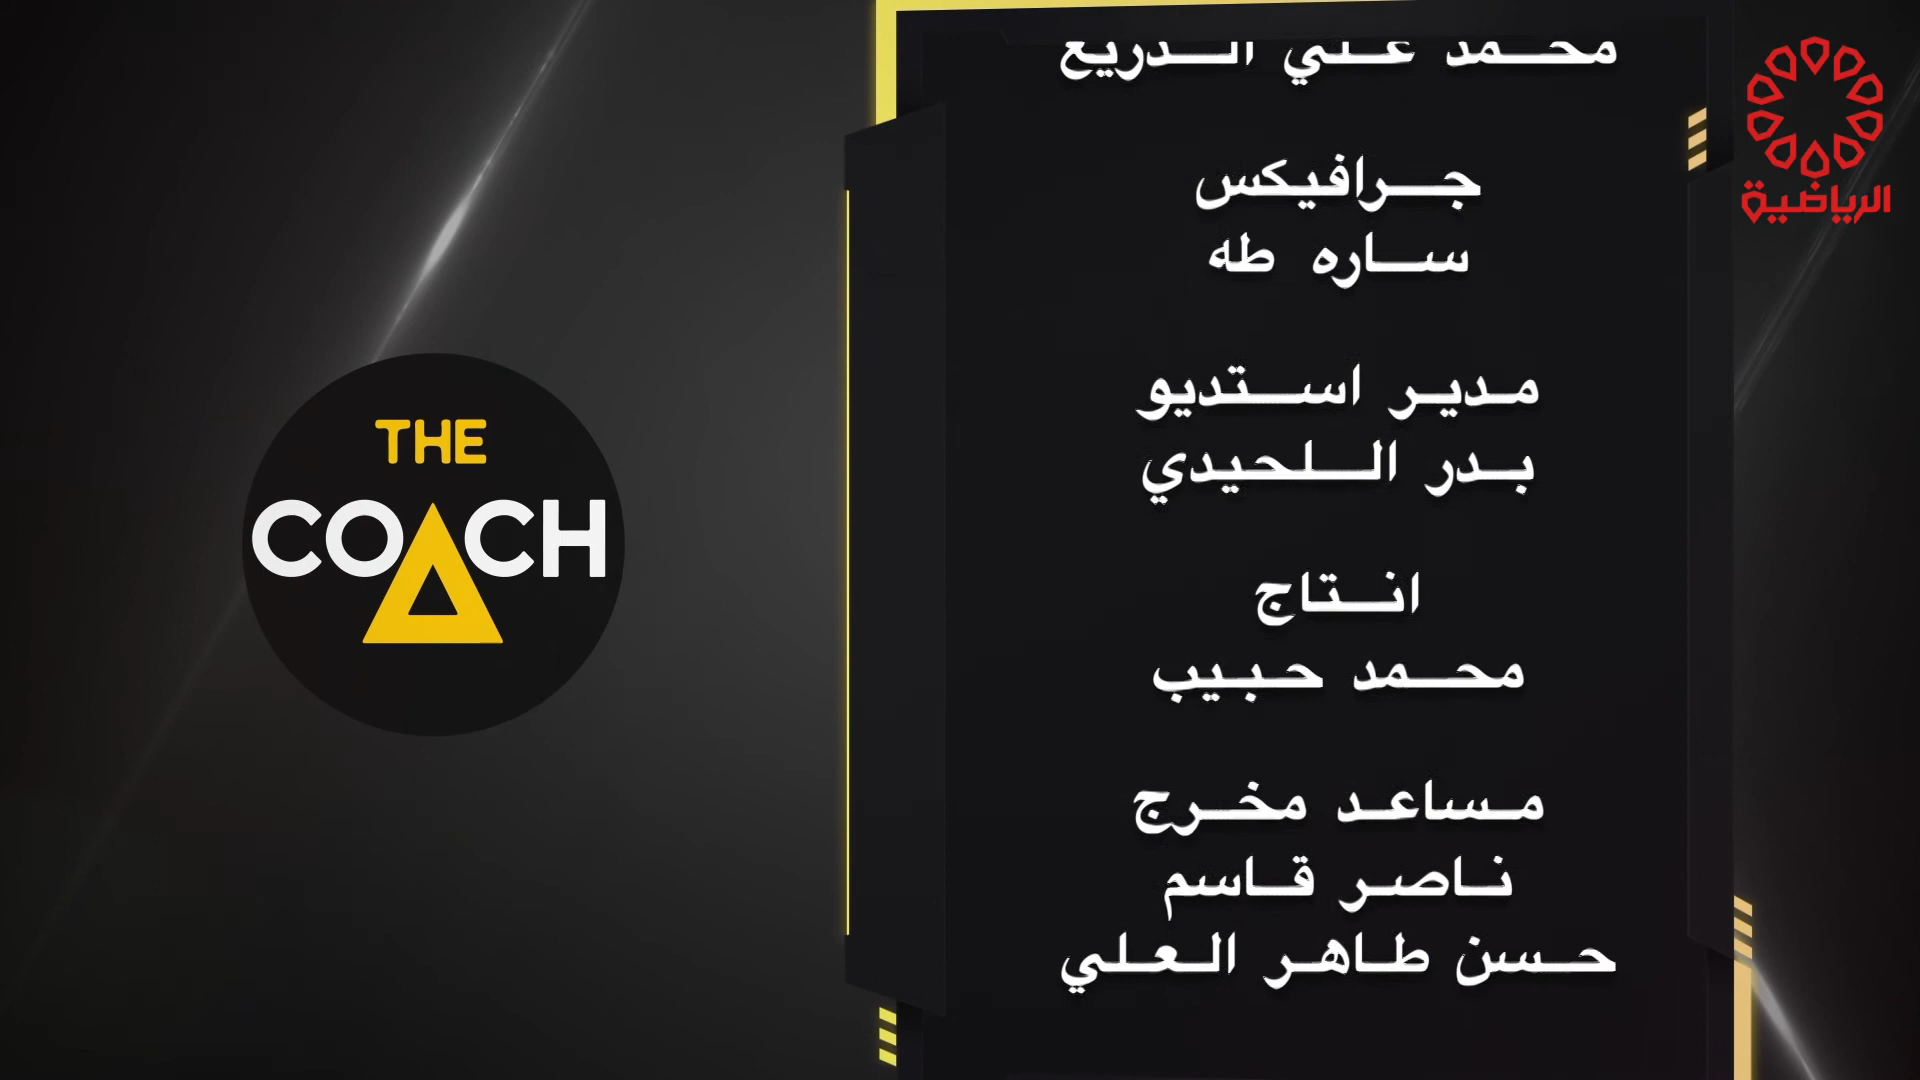 محمد علي الدريع
جرافيكس
ساره طه
مدير استديو
بدر اللحيدي
انتاج
محمد حبيب
مساعد مخرج
ناصر قاسم
حسن طاهر العلي
THE
COACH
الرياضية